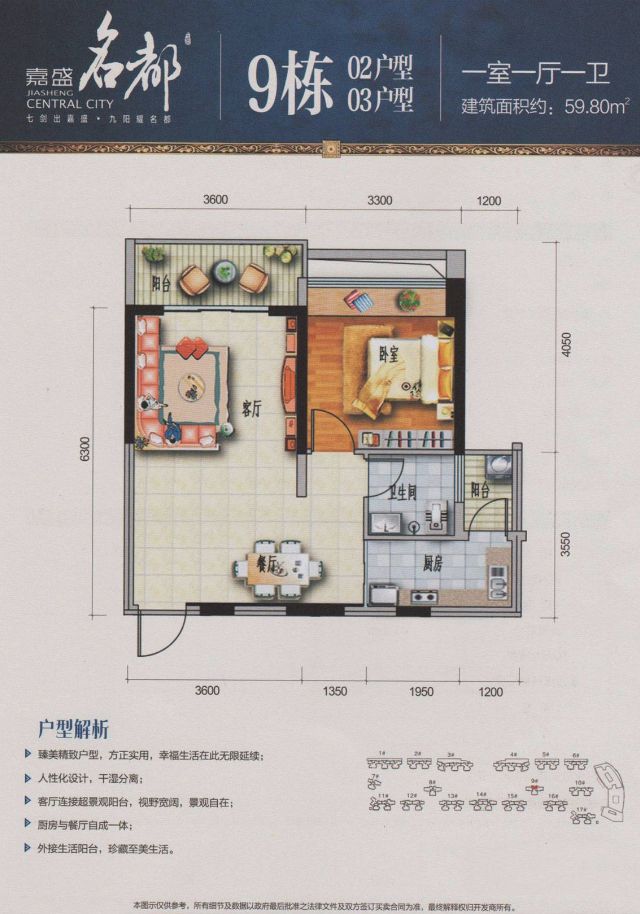 嘉盛名都
JIASHENG
CENTRAL CITY
七剑出嘉盛·九阳耀名都
9栋 02户型
03户型
一室一厅一卫
建筑面积约：59.80m²
3600 3300 1200
阳台
卧室
客厅
4050
6300
卫生间
阳台
3550
餐厅
厨房
3600 1350 1950 1200
户型解析
臻美精致户型，方正实用，幸福生活在此无限延续；
人性化设计，干湿分离；
客厅连接超景观阳台，视野宽阔，景观自在；
厨房与餐厅自成一体；
外接生活阳台，珍藏至美生活。
1# 2# 3# 4# 5# 6#
7# 8# 9# 10#
11# 12# 13# 14# 15# 16# 17#
本图示仅供参考，所有细节及数据以政府最后批准之法律文件及双方签订买卖合同为准，最终解释权归开发商所有。